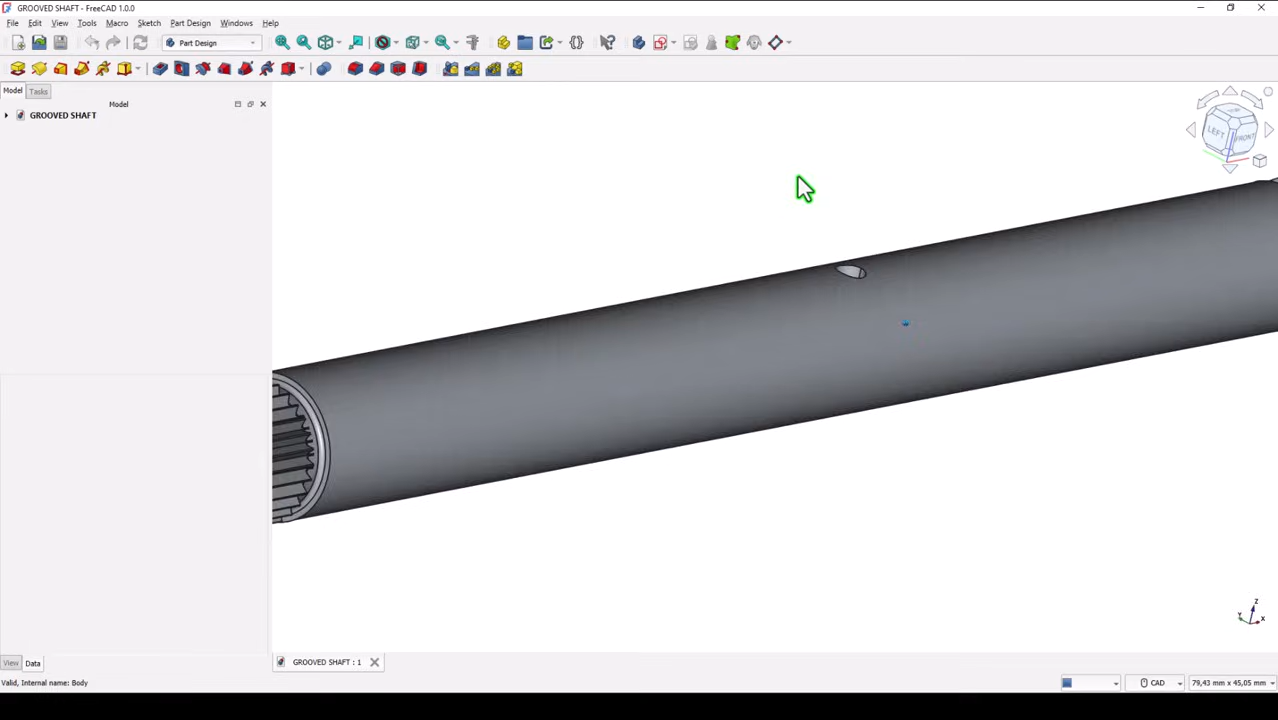 GROOVED SHAFT - FreeCAD 1.0.0
File Edit View Tools Macro Sketch Part Design Windows Help
Part Design
Model Tasks
Model
GROOVED SHAFT
LEFT
FRONT
Z
Y X
View Data
GROOVED SHAFT : 1
Valid, Internal name: Body
CAD
79,43 mm x 45,05 mm